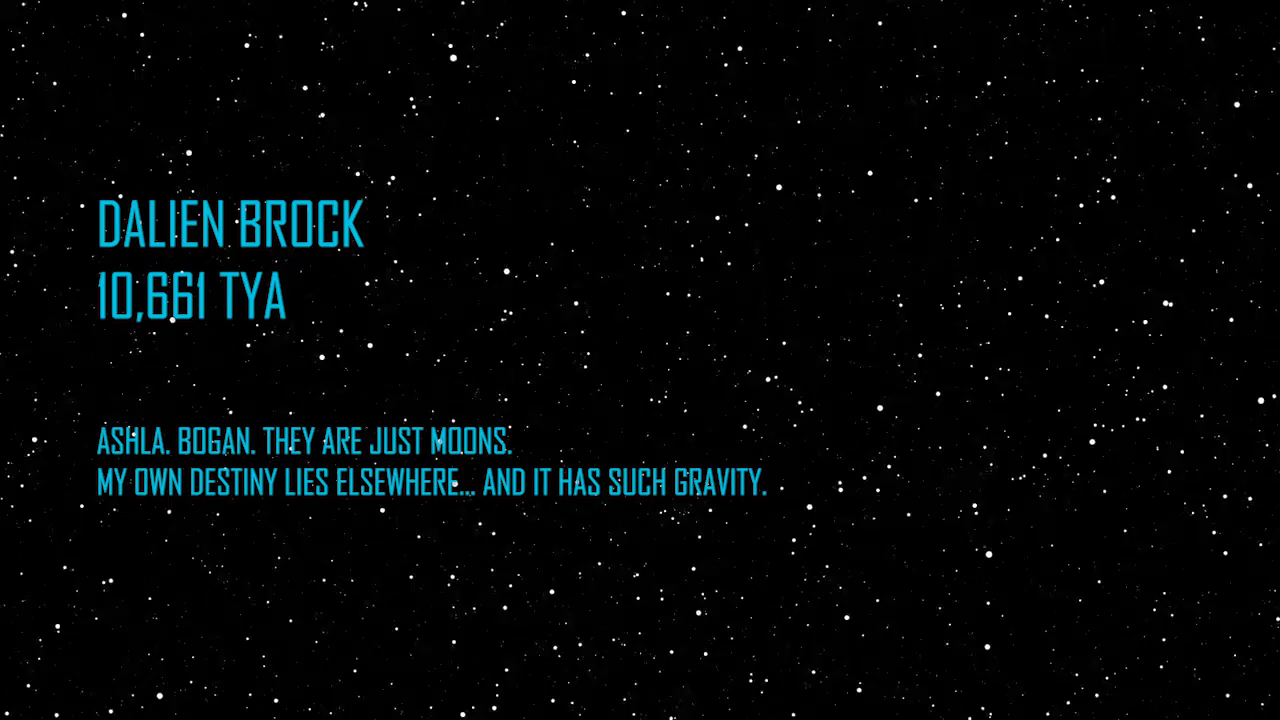 DALIEN BROCK
10,661 TYA
ASHLA. BOGAN. THEY ARE JUST MOONS.
MY OWN DESTINY LIES ELSEWHERE... AND IT HAS SUCH GRAVITY.